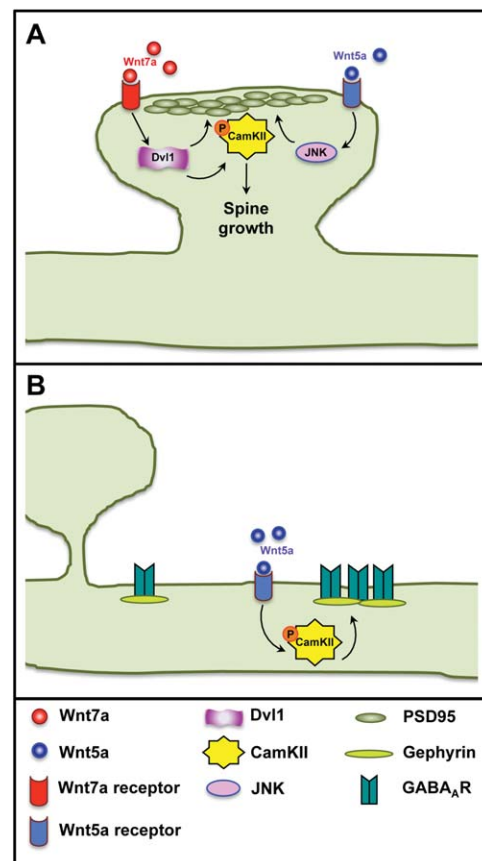 A
Wnt7a
Wnt5a
P
CamKII
Dvl1
JNK
Spine
growth
B
Wnt5a
P
CamKII
Wnt7a
Dvl1
PSD95
Wnt5a
CamKII
Gephyrin
Wnt7a receptor
JNK
GABAAR
Wnt5a receptor